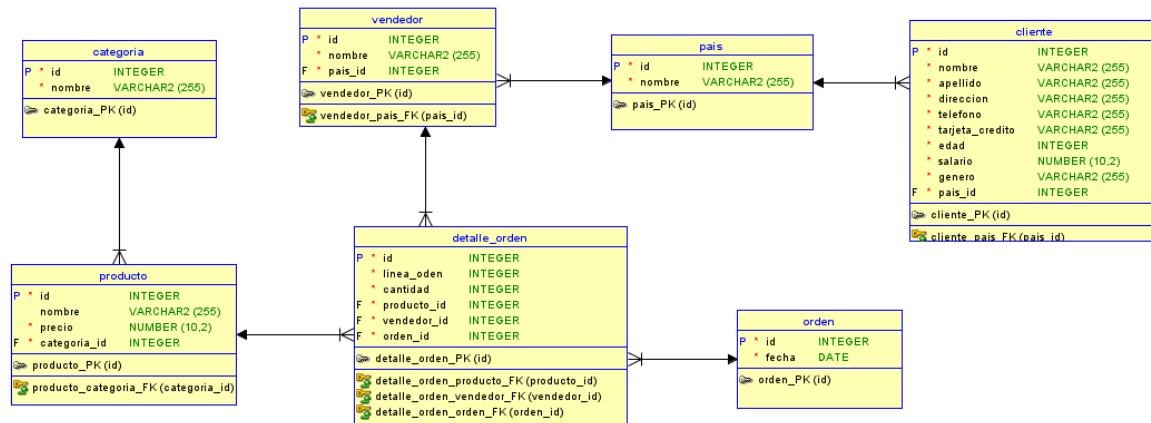 categoria
P * id INTEGER
* nombre VARCHAR2 (255)
categoria_PK (id)
vendedor
P * id INTEGER
* nombre VARCHAR2 (255)
F * pais_id INTEGER
vendedor_PK (id)
vendedor_pais_FK (pais_id)
pais
P * id INTEGER
* nombre VARCHAR2 (255)
pais_PK (id)
cliente
P * id INTEGER
* nombre VARCHAR2 (255)
* apellido VARCHAR2 (255)
* direccion VARCHAR2 (255)
* telefono VARCHAR2 (255)
* tarjeta_credito VARCHAR2 (255)
* edad INTEGER
* salario NUMBER (10,2)
* genero VARCHAR2 (255)
F * pais_id INTEGER
cliente_PK (id)
cliente_pais_FK (pais_id)
producto
P * id INTEGER
nombre VARCHAR2 (255)
* precio NUMBER (10,2)
F * categoria_id INTEGER
producto_PK (id)
producto_categoria_FK (categoria_id)
detalle_orden
P * id INTEGER
* linea_oden INTEGER
* cantidad INTEGER
F * producto_id INTEGER
F * vendedor_id INTEGER
F * orden_id INTEGER
detalle_orden_PK (id)
detalle_orden_producto_FK (producto_id)
detalle_orden_vendedor_FK (vendedor_id)
detalle_orden_orden_FK (orden_id)
orden
P * id INTEGER
* fecha DATE
orden_PK (id)